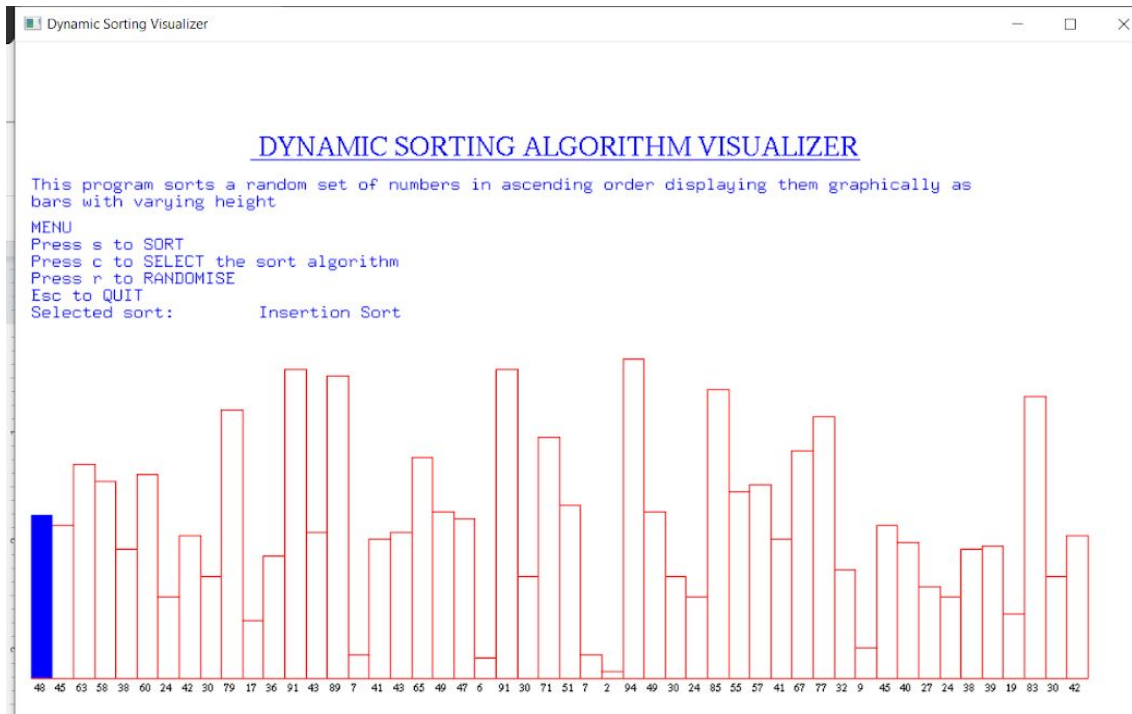 Dynamic Sorting Visualizer
DYNAMIC SORTING ALGORITHM VISUALIZER
This program sorts a random set of numbers in ascending order displaying them graphically as
bars with varying height
MENU
Press s to SORT
Press c to SELECT the sort algorithm
Press r to RANDOMISE
Esc to QUIT
Selected sort: Insertion Sort
48 45 63 58 38 60 24 42 30 79 17 36 91 43 89 7 41 43 65 49 47 6 91 30 71 51 7 2 94 49 30 24 85 55 57 41 67 77 32 9 45 40 27 24 38 39 19 83 30 42